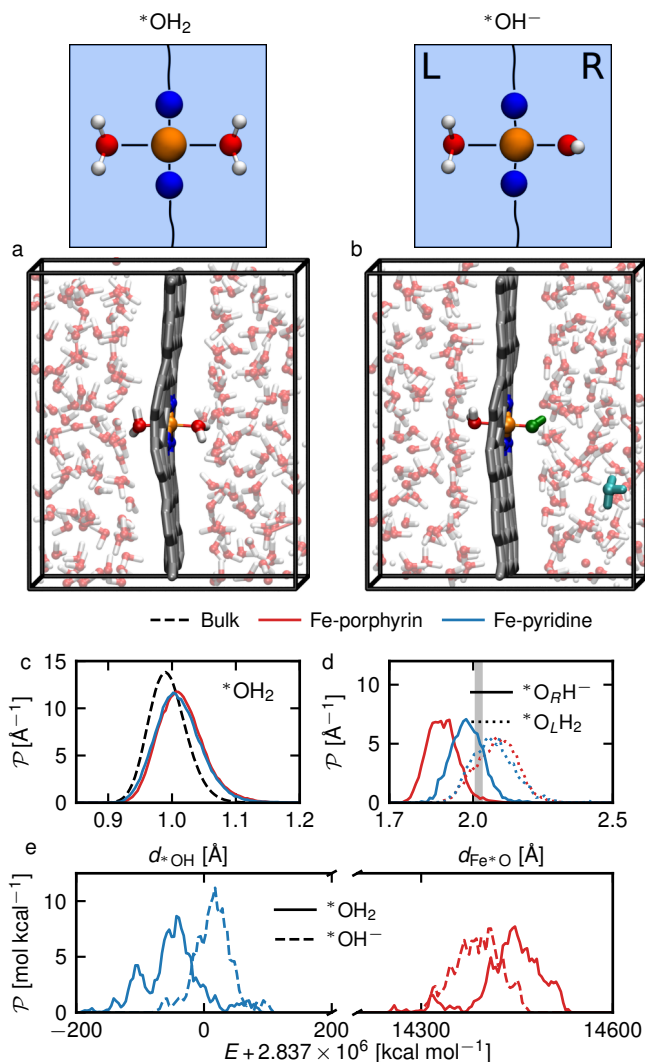 *OH₂ *OH⁻
L R
a b
Bulk Fe-porphyrin Fe-pyridine
c d
15
10
5
0
𝒫 [Å⁻¹]
*OH₂
0.9 1.0 1.1 1.2
d*OH [Å]
10
5
0
𝒫 [Å⁻¹]
*O_RH⁻
*O_LH₂
1.7 2.0 2.5
dFe*O [Å]
e
10
5
0
𝒫 [mol kcal⁻¹]
*OH₂
*OH⁻
−200 0 200 14300 14600
E + 2.837 × 10⁶ [kcal mol⁻¹]